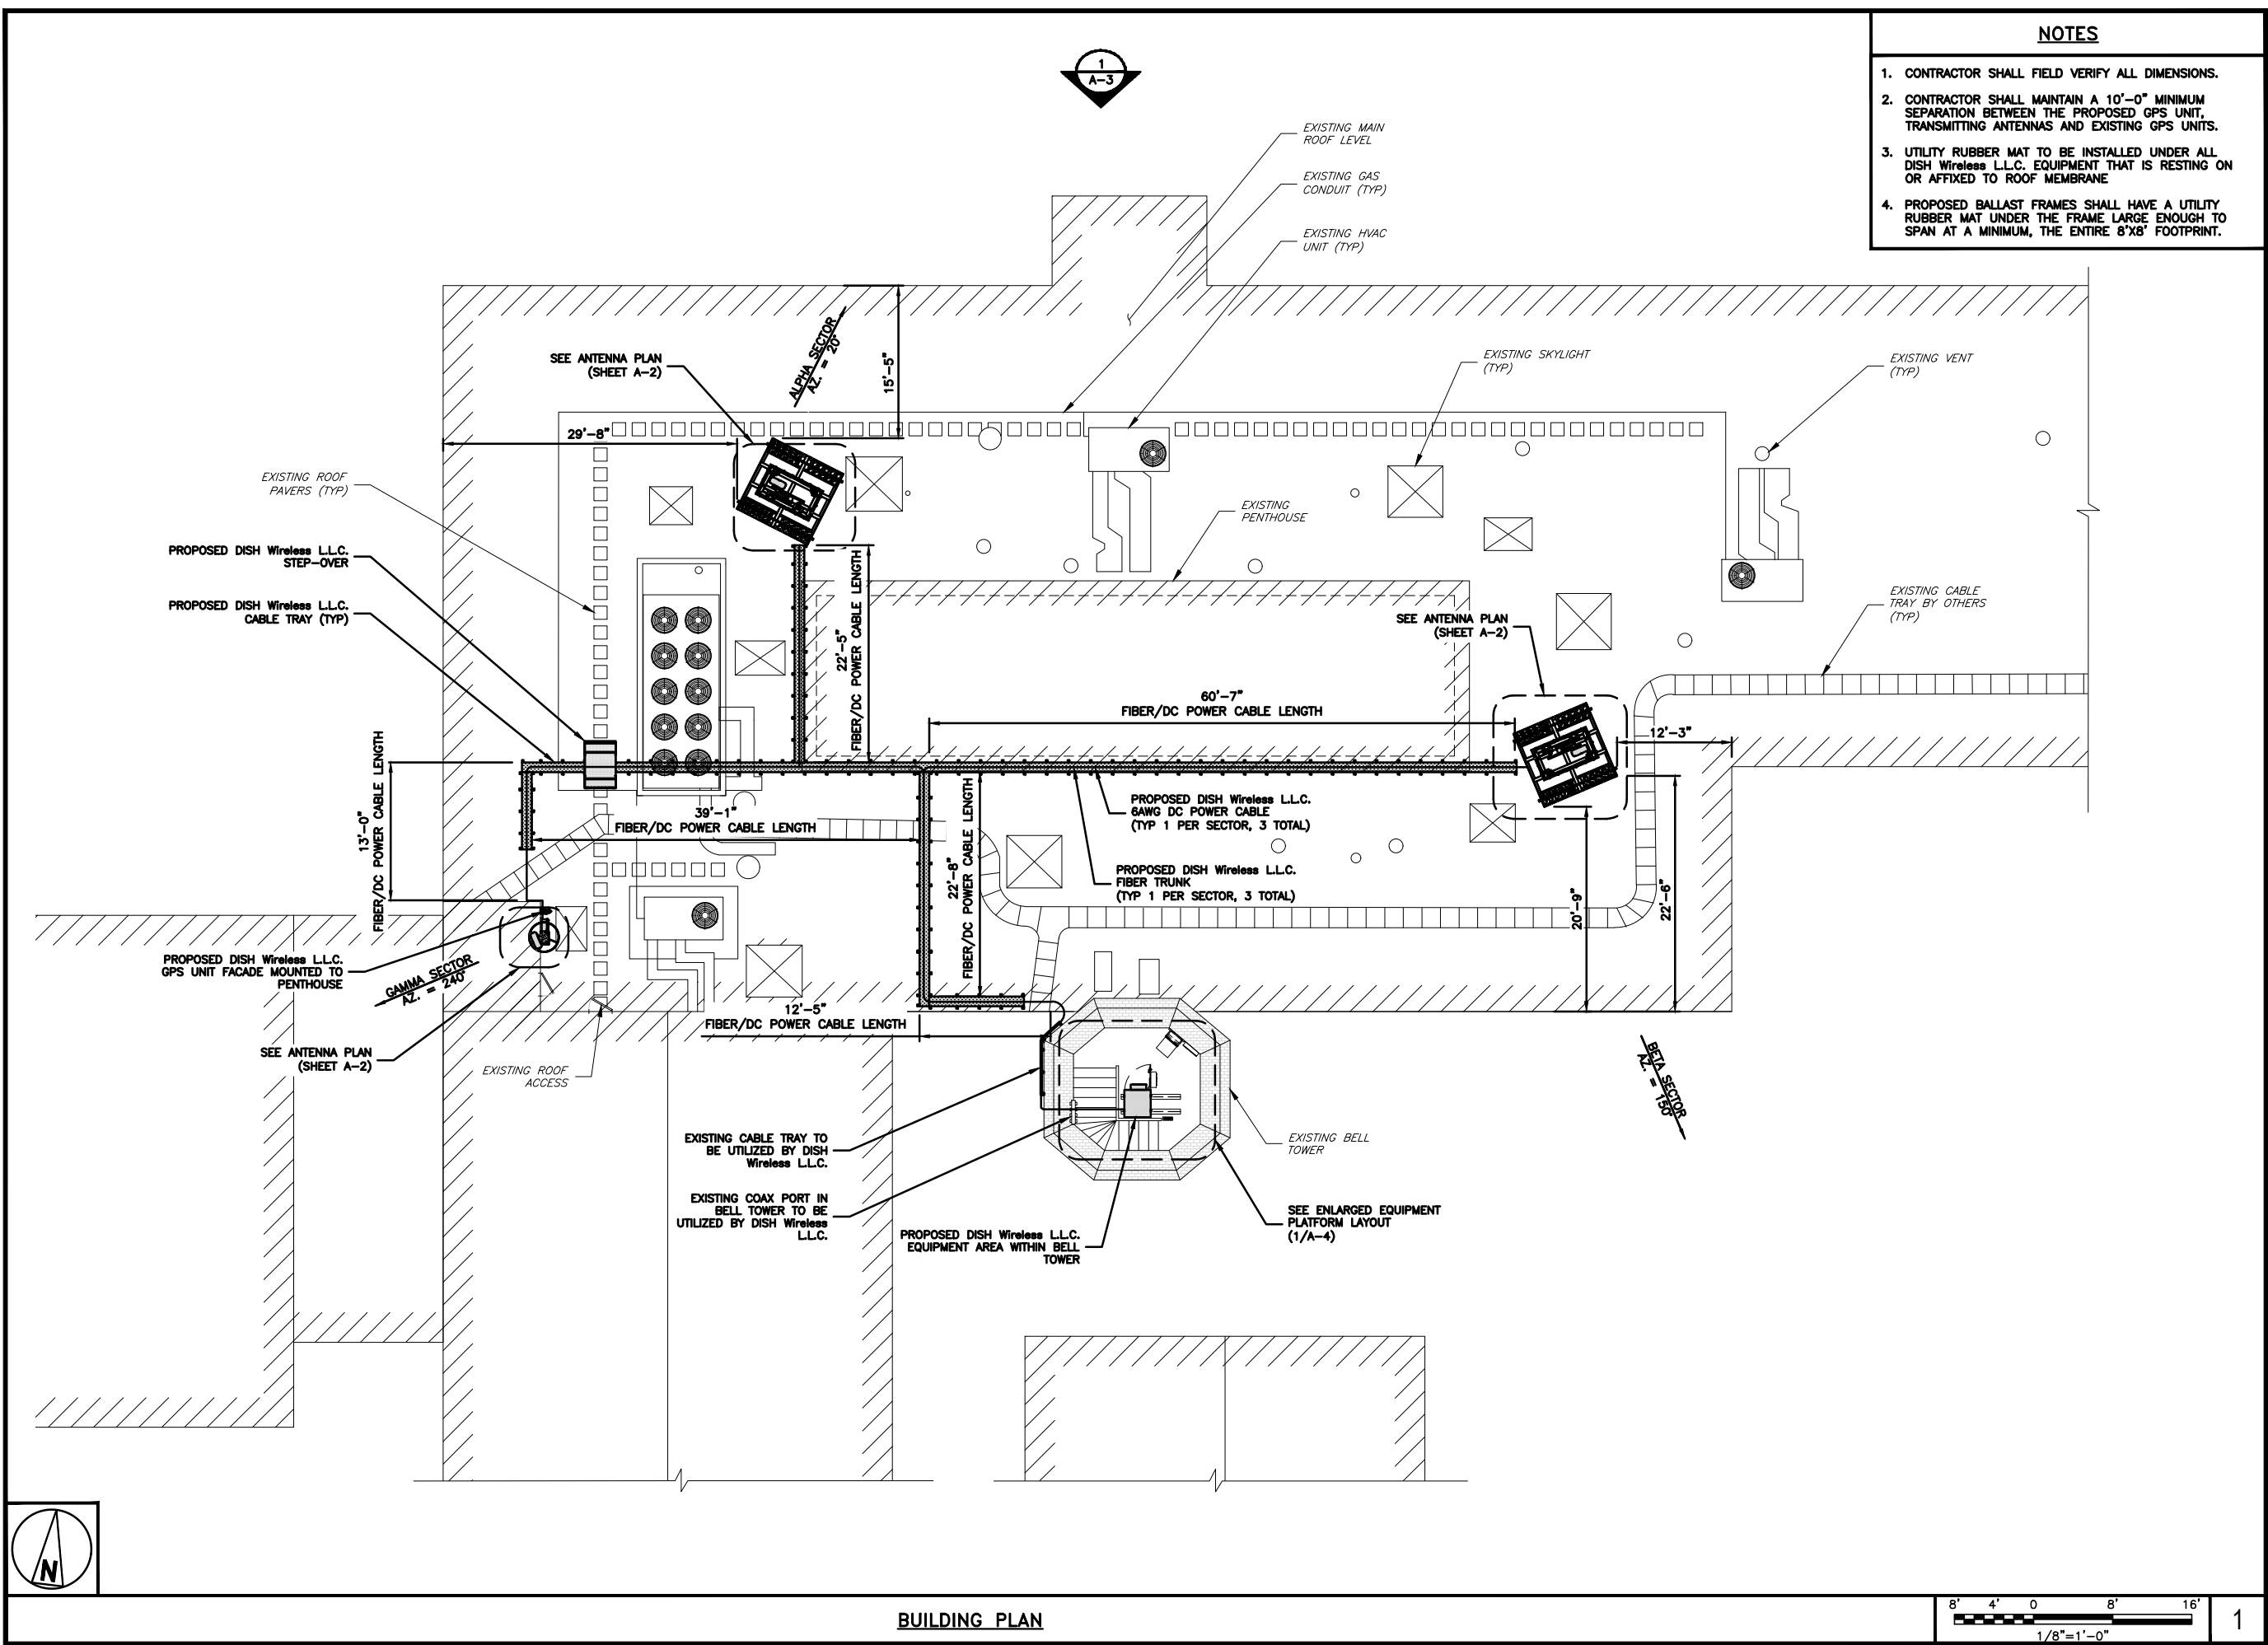 NOTES
1. CONTRACTOR SHALL FIELD VERIFY ALL DIMENSIONS.
2. CONTRACTOR SHALL MAINTAIN A 10'-0" MINIMUM
SEPARATION BETWEEN THE PROPOSED GPS UNIT,
TRANSMITTING ANTENNAS AND EXISTING GPS UNITS.
3. UTILITY RUBBER MAT TO BE INSTALLED UNDER ALL
DISH Wireless L.L.C. EQUIPMENT THAT IS RESTING ON
OR AFFIXED TO ROOF MEMBRANE
4. PROPOSED BALLAST FRAMES SHALL HAVE A UTILITY
RUBBER MAT UNDER THE FRAME LARGE ENOUGH TO
SPAN AT A MINIMUM, THE ENTIRE 8'X8' FOOTPRINT.
1
A-3
EXISTING MAIN
ROOF LEVEL
EXISTING GAS
CONDUIT (TYP)
EXISTING HVAC
UNIT (TYP)
SEE ANTENNA PLAN
(SHEET A-2)
ALPHA SECTOR
AZ. = 20°
15'-5"
EXISTING SKYLIGHT
(TYP)
EXISTING VENT
(TYP)
29'-8"
EXISTING ROOF
PAVERS (TYP)
EXISTING
PENTHOUSE
PROPOSED DISH Wireless L.L.C.
STEP-OVER
PROPOSED DISH Wireless L.L.C.
CABLE TRAY (TYP)
22'-5"
FIBER/DC POWER CABLE LENGTH
SEE ANTENNA PLAN
(SHEET A-2)
EXISTING CABLE
TRAY BY OTHERS
(TYP)
60'-7"
FIBER/DC POWER CABLE LENGTH
12'-3"
13'-0"
FIBER/DC POWER CABLE LENGTH
39'-1"
FIBER/DC POWER CABLE LENGTH
22'-8"
FIBER/DC POWER CABLE LENGTH
PROPOSED DISH Wireless L.L.C.
6AWG DC POWER CABLE
(TYP 1 PER SECTOR, 3 TOTAL)
PROPOSED DISH Wireless L.L.C.
FIBER TRUNK
(TYP 1 PER SECTOR, 3 TOTAL)
20'-9"
22'-6"
PROPOSED DISH Wireless L.L.C.
GPS UNIT FACADE MOUNTED TO
PENTHOUSE
GAMMA SECTOR
AZ. = 240°
12'-5"
FIBER/DC POWER CABLE LENGTH
SEE ANTENNA PLAN
(SHEET A-2)
EXISTING ROOF
ACCESS
BETA SECTOR
AZ. = 150°
EXISTING CABLE TRAY TO
BE UTILIZED BY DISH
Wireless L.L.C.
EXISTING BELL
TOWER
EXISTING COAX PORT IN
BELL TOWER TO BE
UTILIZED BY DISH Wireless
L.L.C.
PROPOSED DISH Wireless L.L.C.
EQUIPMENT AREA WITHIN BELL
TOWER
SEE ENLARGED EQUIPMENT
PLATFORM LAYOUT
(1/A-4)
N
BUILDING PLAN
8' 4' 0 8' 16'
1/8"=1'-0"
1